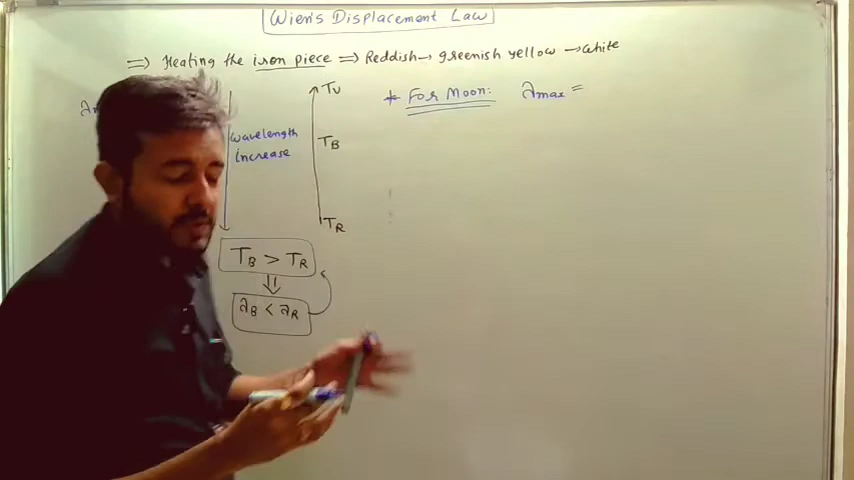 Wien's Displacement Law
⇒ Heating the iron piece ⇒ Reddish → greenish yellow → white
wavelength
increase
TU
TB
TR
* For Moon: λmax =
TB > TR
⇓
λB < λR